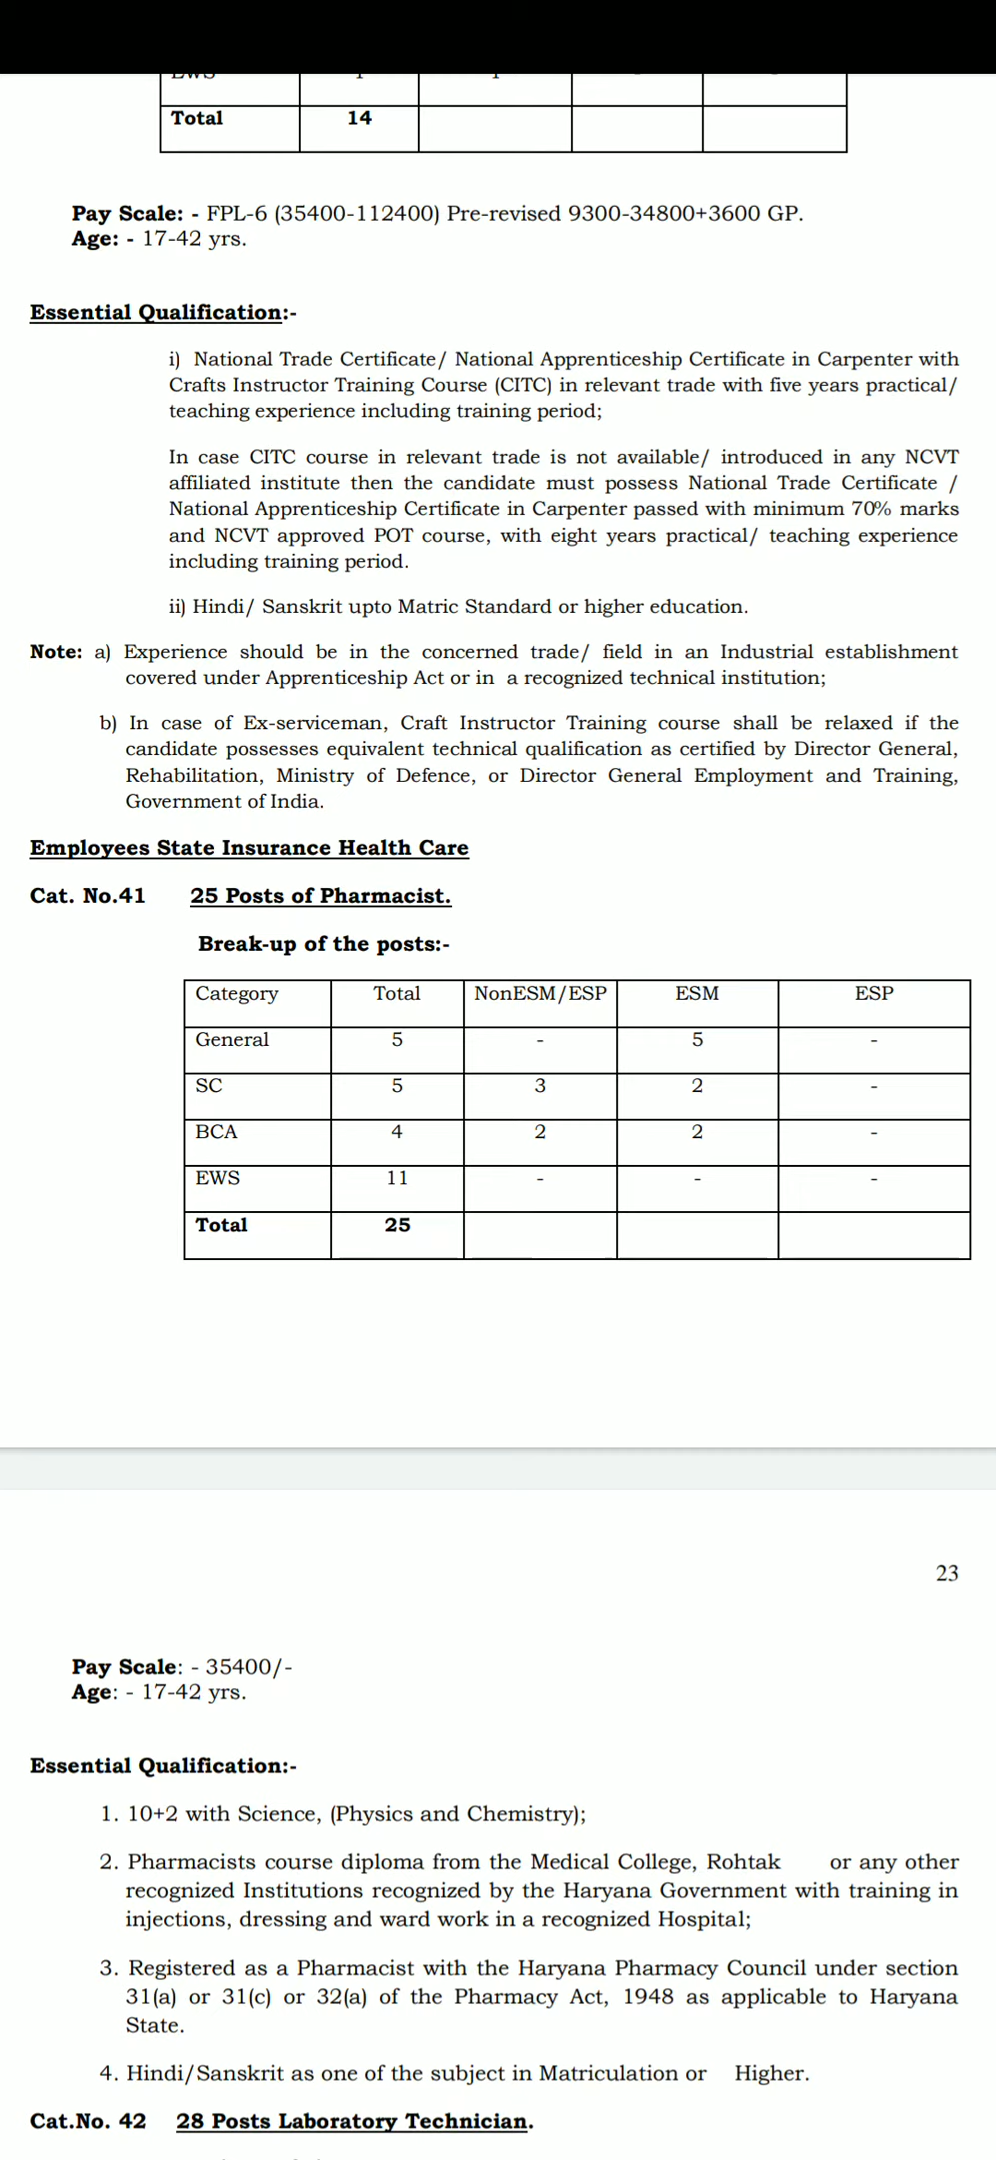 Total 14
Pay Scale: - FPL-6 (35400-112400) Pre-revised 9300-34800+3600 GP.
Age: - 17-42 yrs.
Essential Qualification:-
i) National Trade Certificate/ National Apprenticeship Certificate in Carpenter with
Crafts Instructor Training Course (CITC) in relevant trade with five years practical/
teaching experience including training period;
In case CITC course in relevant trade is not available/ introduced in any NCVT
affiliated institute then the candidate must possess National Trade Certificate /
National Apprenticeship Certificate in Carpenter passed with minimum 70% marks
and NCVT approved POT course, with eight years practical/ teaching experience
including training period.
ii) Hindi/ Sanskrit upto Matric Standard or higher education.
Note: a) Experience should be in the concerned trade/ field in an Industrial establishment
covered under Apprenticeship Act or in a recognized technical institution;
b) In case of Ex-serviceman, Craft Instructor Training course shall be relaxed if the
candidate possesses equivalent technical qualification as certified by Director General,
Rehabilitation, Ministry of Defence, or Director General Employment and Training,
Government of India.
Employees State Insurance Health Care
Cat. No.41 25 Posts of Pharmacist.
Break-up of the posts:-
Category Total NonESM/ESP ESM ESP
General 5 - 5 -
SC 5 3 2 -
BCA 4 2 2 -
EWS 11 - - -
Total 25
23
Pay Scale: - 35400/-
Age: - 17-42 yrs.
Essential Qualification:-
1. 10+2 with Science, (Physics and Chemistry);
2. Pharmacists course diploma from the Medical College, Rohtak or any other
recognized Institutions recognized by the Haryana Government with training in
injections, dressing and ward work in a recognized Hospital;
3. Registered as a Pharmacist with the Haryana Pharmacy Council under section
31(a) or 31(c) or 32(a) of the Pharmacy Act, 1948 as applicable to Haryana
State.
4. Hindi/Sanskrit as one of the subject in Matriculation or Higher.
Cat.No. 42 28 Posts Laboratory Technician.